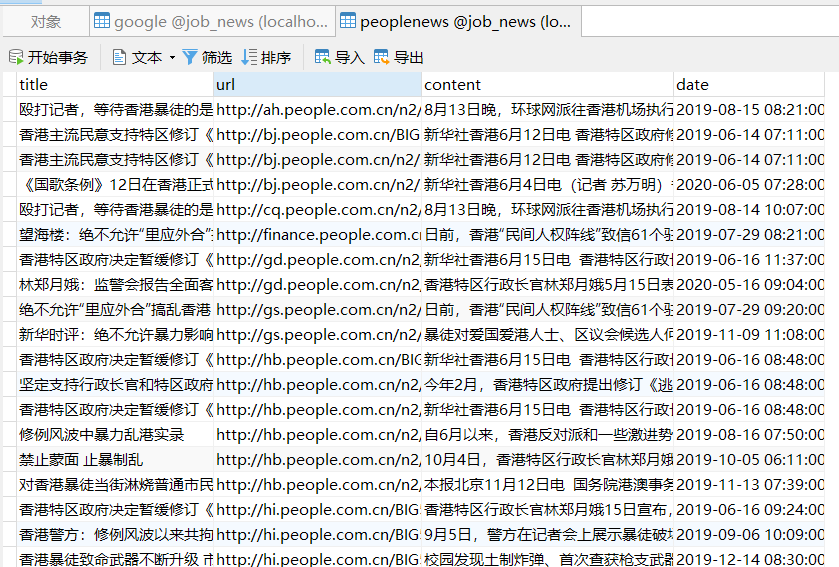 对象 google @job_news (localho... peoplenews @job_news (lo...
开始事务 文本 筛选 排序 导入 导出
title url content date
殴打记者，等待香港暴徒的是 http://ah.people.com.cn/n2/ 8月13日晚，环球网派往香港机场执行 2019-08-15 08:21:00
香港主流民意支持特区修订《 http://bj.people.com.cn/BIG 新华社香港6月12日电 香港特区政府修 2019-06-14 07:11:00
香港主流民意支持特区修订《 http://bj.people.com.cn/n2/ 新华社香港6月12日电 香港特区政府修 2019-06-14 07:11:00
《国歌条例》12日在香港正式 http://bj.people.com.cn/n2/ 新华社香港6月4日电（记者 苏万明） 2020-06-05 07:28:00
殴打记者，等待香港暴徒的是 http://cq.people.com.cn/n2/ 8月13日晚，环球网派往香港机场执行 2019-08-14 10:07:00
望海楼：绝不允许“里应外合” http://finance.people.com.c 日前，香港“民间人权阵线”致信61个驻 2019-07-29 08:21:00
香港特区政府决定暂缓修订《 http://gd.people.com.cn/n2 新华社香港6月15日电 香港特区行政 2019-06-16 11:37:00
林郑月娥：监警会报告全面客 http://gd.people.com.cn/n2 香港特区行政长官林郑月娥5月15日表 2020-05-16 09:04:00
绝不允许“里应外合”搞乱香港 http://gs.people.com.cn/n2/ 日前，香港“民间人权阵线”致信61个驻 2019-07-29 09:20:00
新华时评：绝不允许暴力影响 http://gs.people.com.cn/n2/ 暴徒对爱国爱港人士、区议会候选人何 2019-11-09 11:08:00
香港特区政府决定暂缓修订《 http://hb.people.com.cn/BIG 新华社香港6月15日电 香港特区行政 2019-06-16 08:48:00
坚定支持行政长官和特区政府 http://hb.people.com.cn/n2 今年2月，香港特区政府提出修订《逃 2019-06-16 08:48:00
香港特区政府决定暂缓修订《 http://hb.people.com.cn/n2 新华社香港6月15日电 香港特区行政 2019-06-16 08:48:00
修例风波中暴力乱港实录 http://hb.people.com.cn/n2 自6月以来，香港反对派和一些激进势 2019-08-16 07:50:00
禁止蒙面 止暴制乱 http://hb.people.com.cn/n2 10月4日，香港特区行政长官林郑月娥 2019-10-05 06:11:00
对香港暴徒当街淋烧普通市民 http://hb.people.com.cn/n2 本报北京11月12日电 国务院港澳事务 2019-11-13 07:39:00
香港特区政府决定暂缓修订《 http://hi.people.com.cn/BIG 香港特区行政长官林郑月娥15日宣布， 2019-06-16 09:24:00
香港警方：修例风波以来共拘 http://hi.people.com.cn/BIG 9月5日，警方在记者会上展示暴徒破坏 2019-09-06 10:09:00
香港暴徒致命武器不断升级 市 http://hi.people.com.cn/BIG 校园发现土制炸弹、首次查获枪支武器 2019-12-14 08:30:00